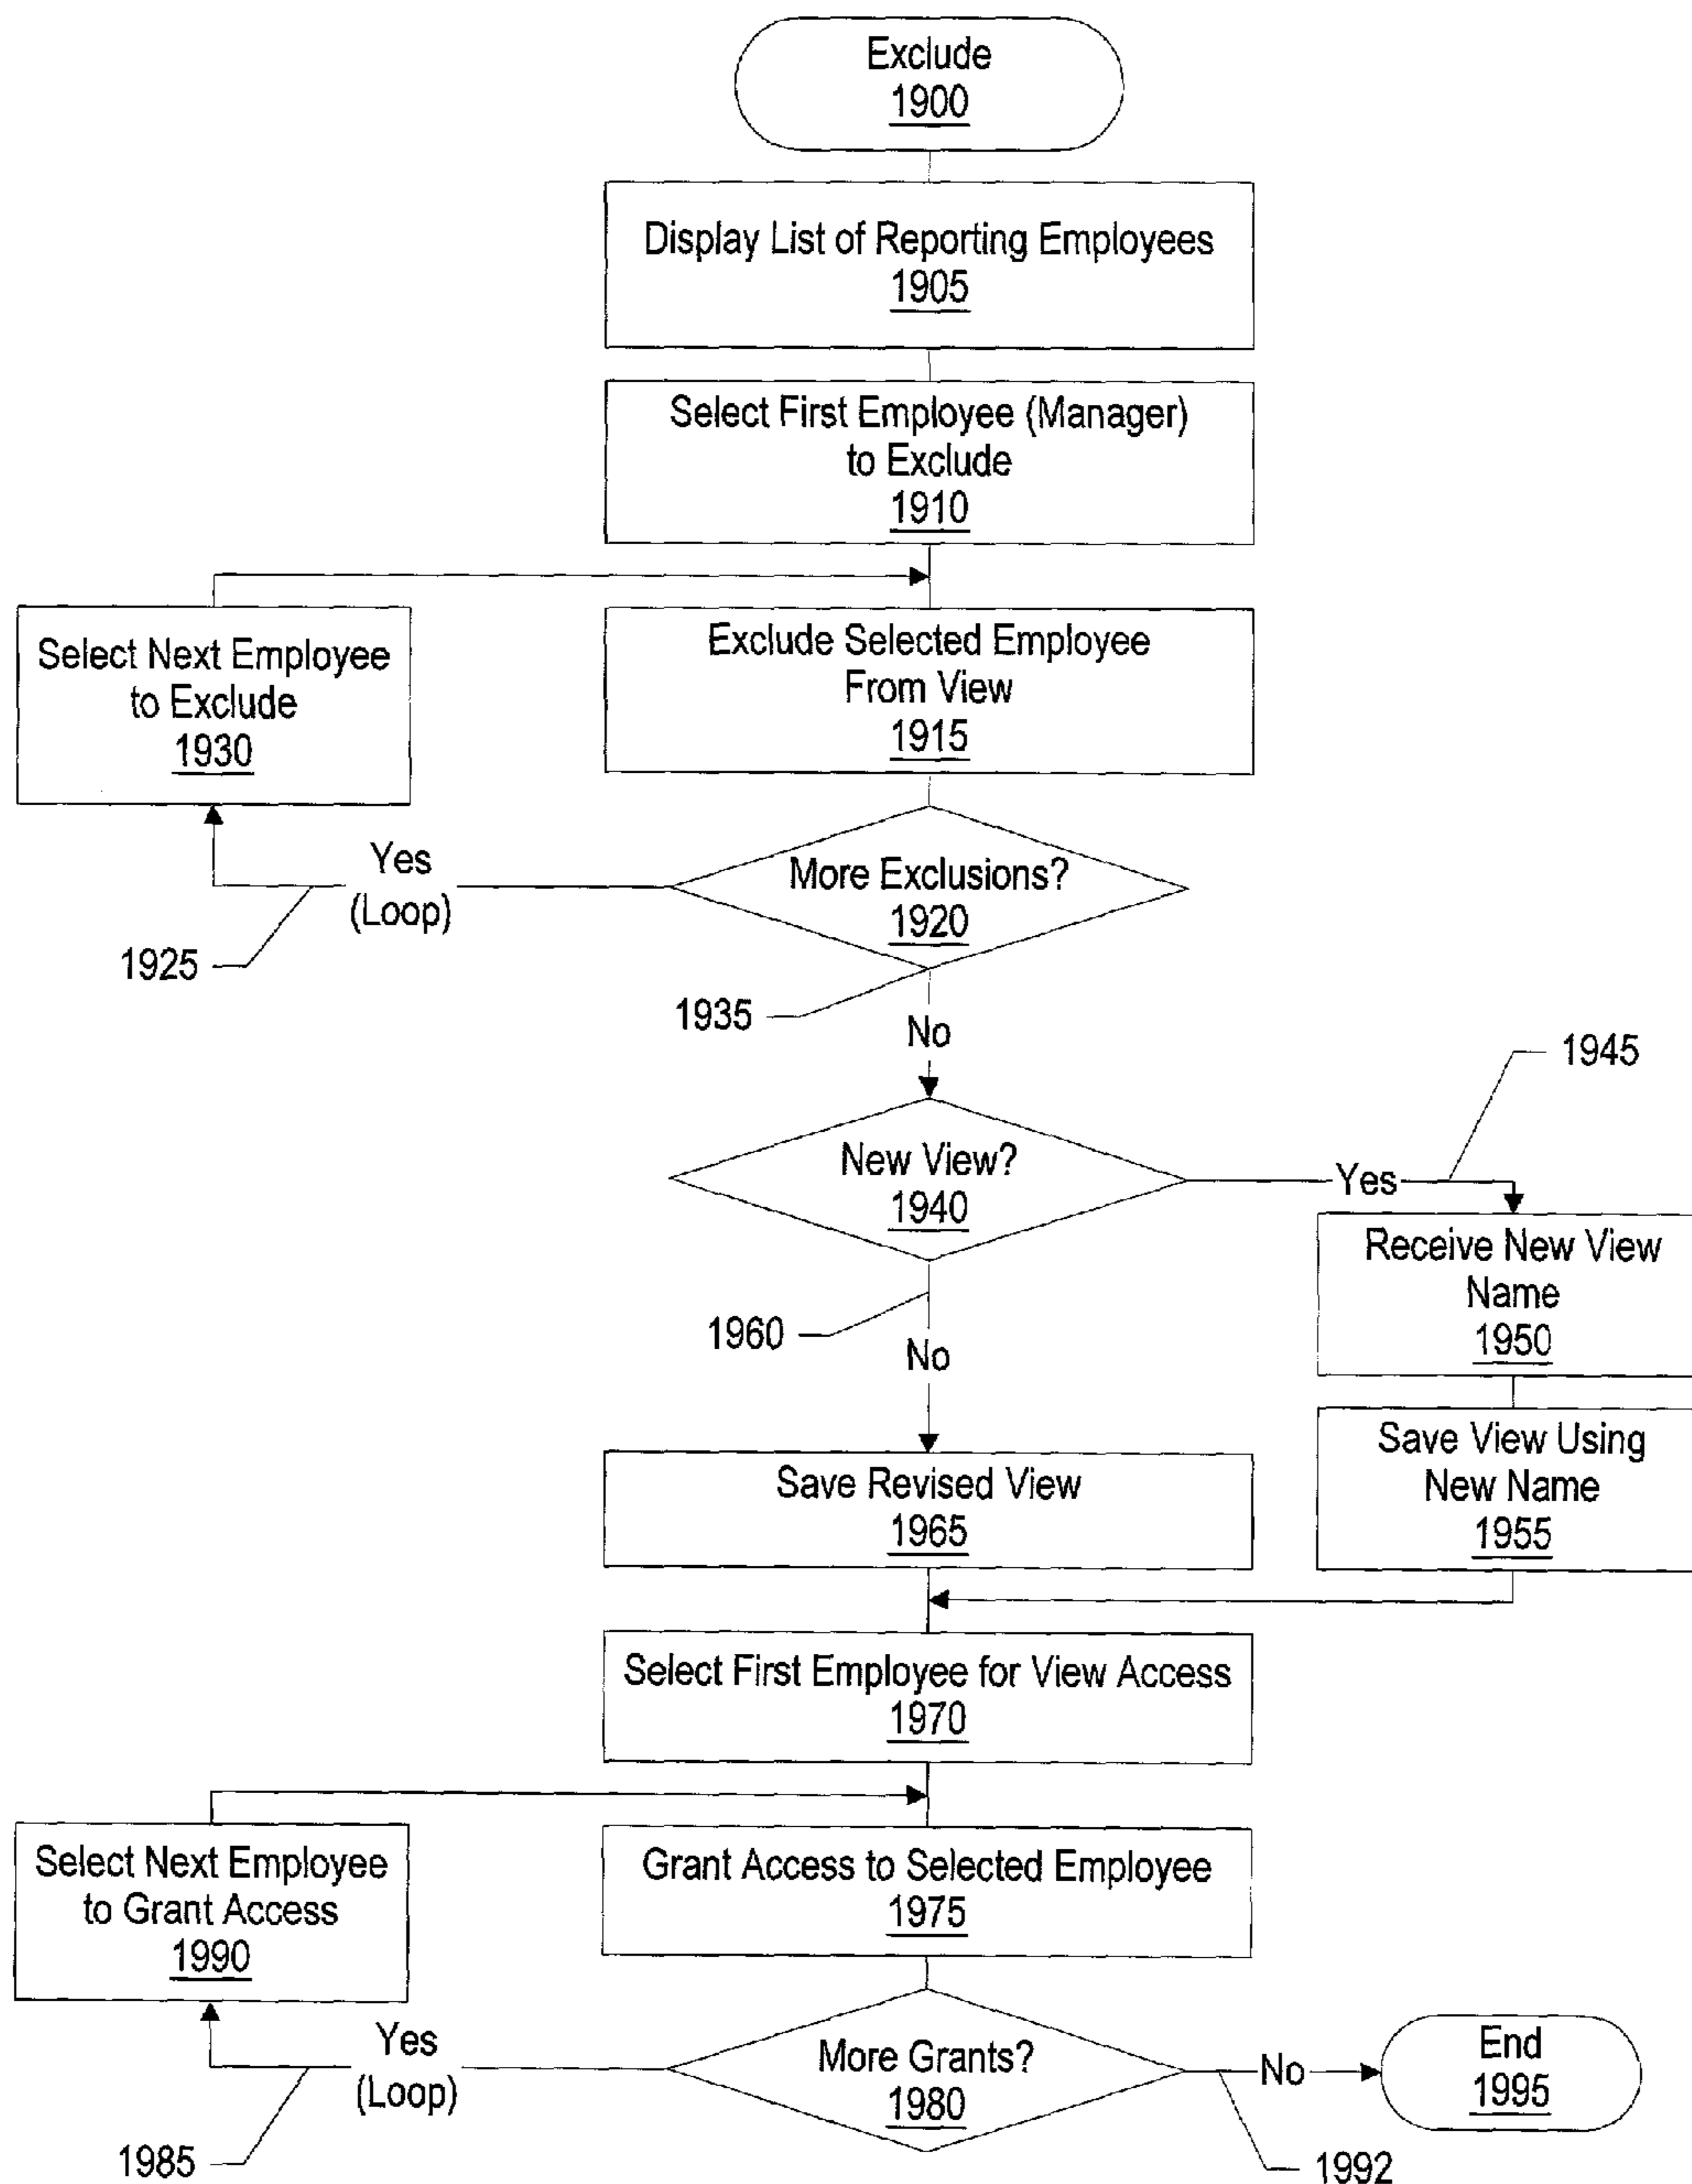 Exclude
1900
Display List of Reporting Employees
1905
Select First Employee (Manager)
to Exclude
1910
Select Next Employee
to Exclude
1930
Exclude Selected Employee
From View
1915
Yes
(Loop)
1925
More Exclusions?
1920
1935
No
1945
New View?
1940
Yes
Receive New View
Name
1950
1960
No
Save View Using
New Name
1955
Save Revised View
1965
Select First Employee for View Access
1970
Select Next Employee
to Grant Access
1990
Grant Access to Selected Employee
1975
Yes
(Loop)
1985
More Grants?
1980
No
1992
End
1995